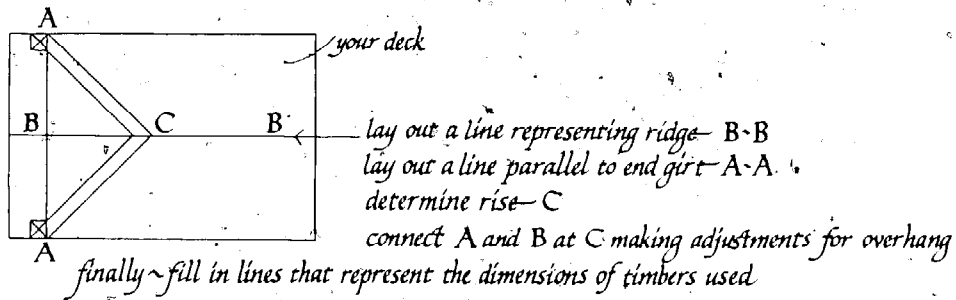 A
your deck
B C B
lay out a line representing ridge- B-B
lay out a line parallel to end girt- A-A
determine rise- C
connect A and B at C making adjustments for overhang
A
finally ~ fill in lines that represent the dimensions of timbers used